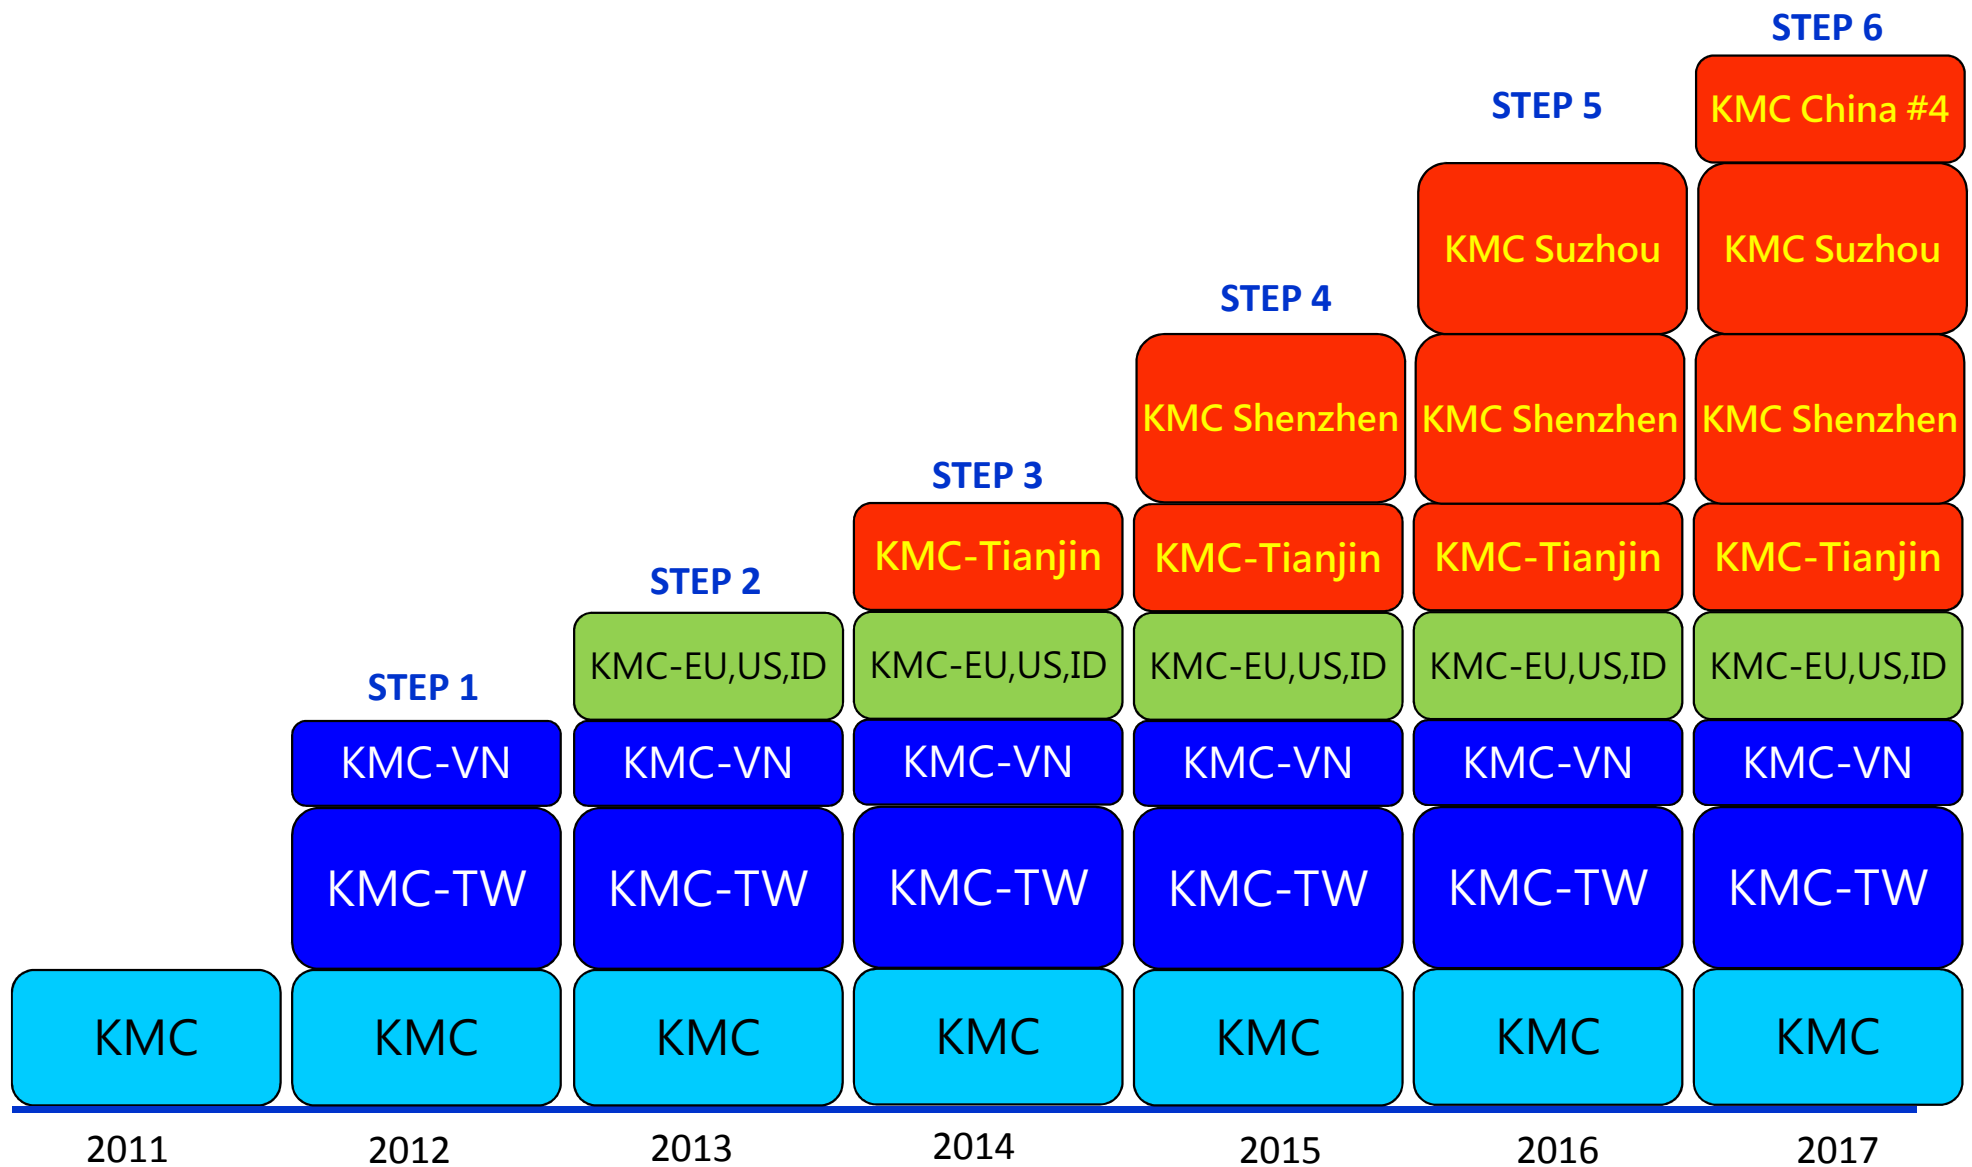 STEP 6
KMC China #4
STEP 5
KMC Suzhou
KMC Suzhou
STEP 4
KMC Shenzhen
KMC Shenzhen
KMC Shenzhen
STEP 3
KMC-Tianjin
KMC-Tianjin
KMC-Tianjin
KMC-Tianjin
STEP 2
KMC-EU,US,ID
KMC-EU,US,ID
KMC-EU,US,ID
KMC-EU,US,ID
KMC-EU,US,ID
STEP 1
KMC-VN
KMC-VN
KMC-VN
KMC-VN
KMC-VN
KMC-VN
KMC-TW
KMC-TW
KMC-TW
KMC-TW
KMC-TW
KMC-TW
KMC
KMC
KMC
KMC
KMC
KMC
KMC
2011
2012
2013
2014
2015
2016
2017